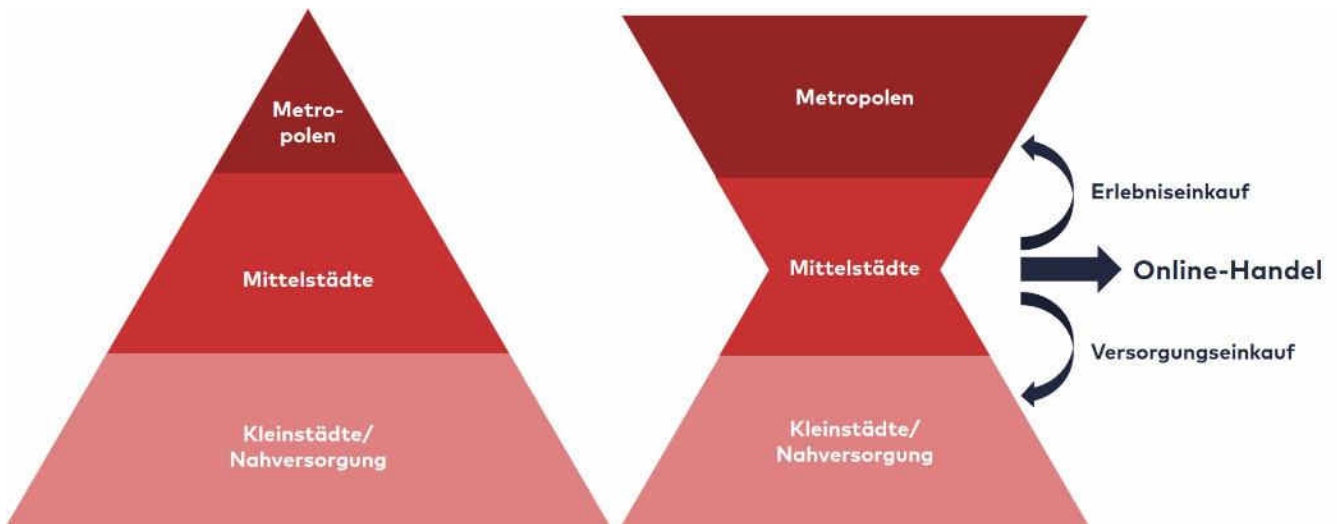 Metro-
polen
Mittelstädte
Kleinstädte/
Nahversorgung
Metropolen
Mittelstädte
Kleinstädte/
Nahversorgung
Erlebniseinkauf
Online-Handel
Versorgungseinkauf